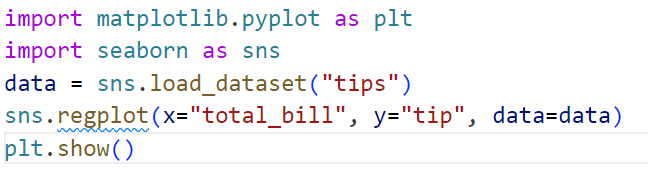 import matplotlib.pyplot as plt
import seaborn as sns
data = sns.load_dataset("tips")
sns.regplot(x="total_bill", y="tip", data=data)
plt.show()